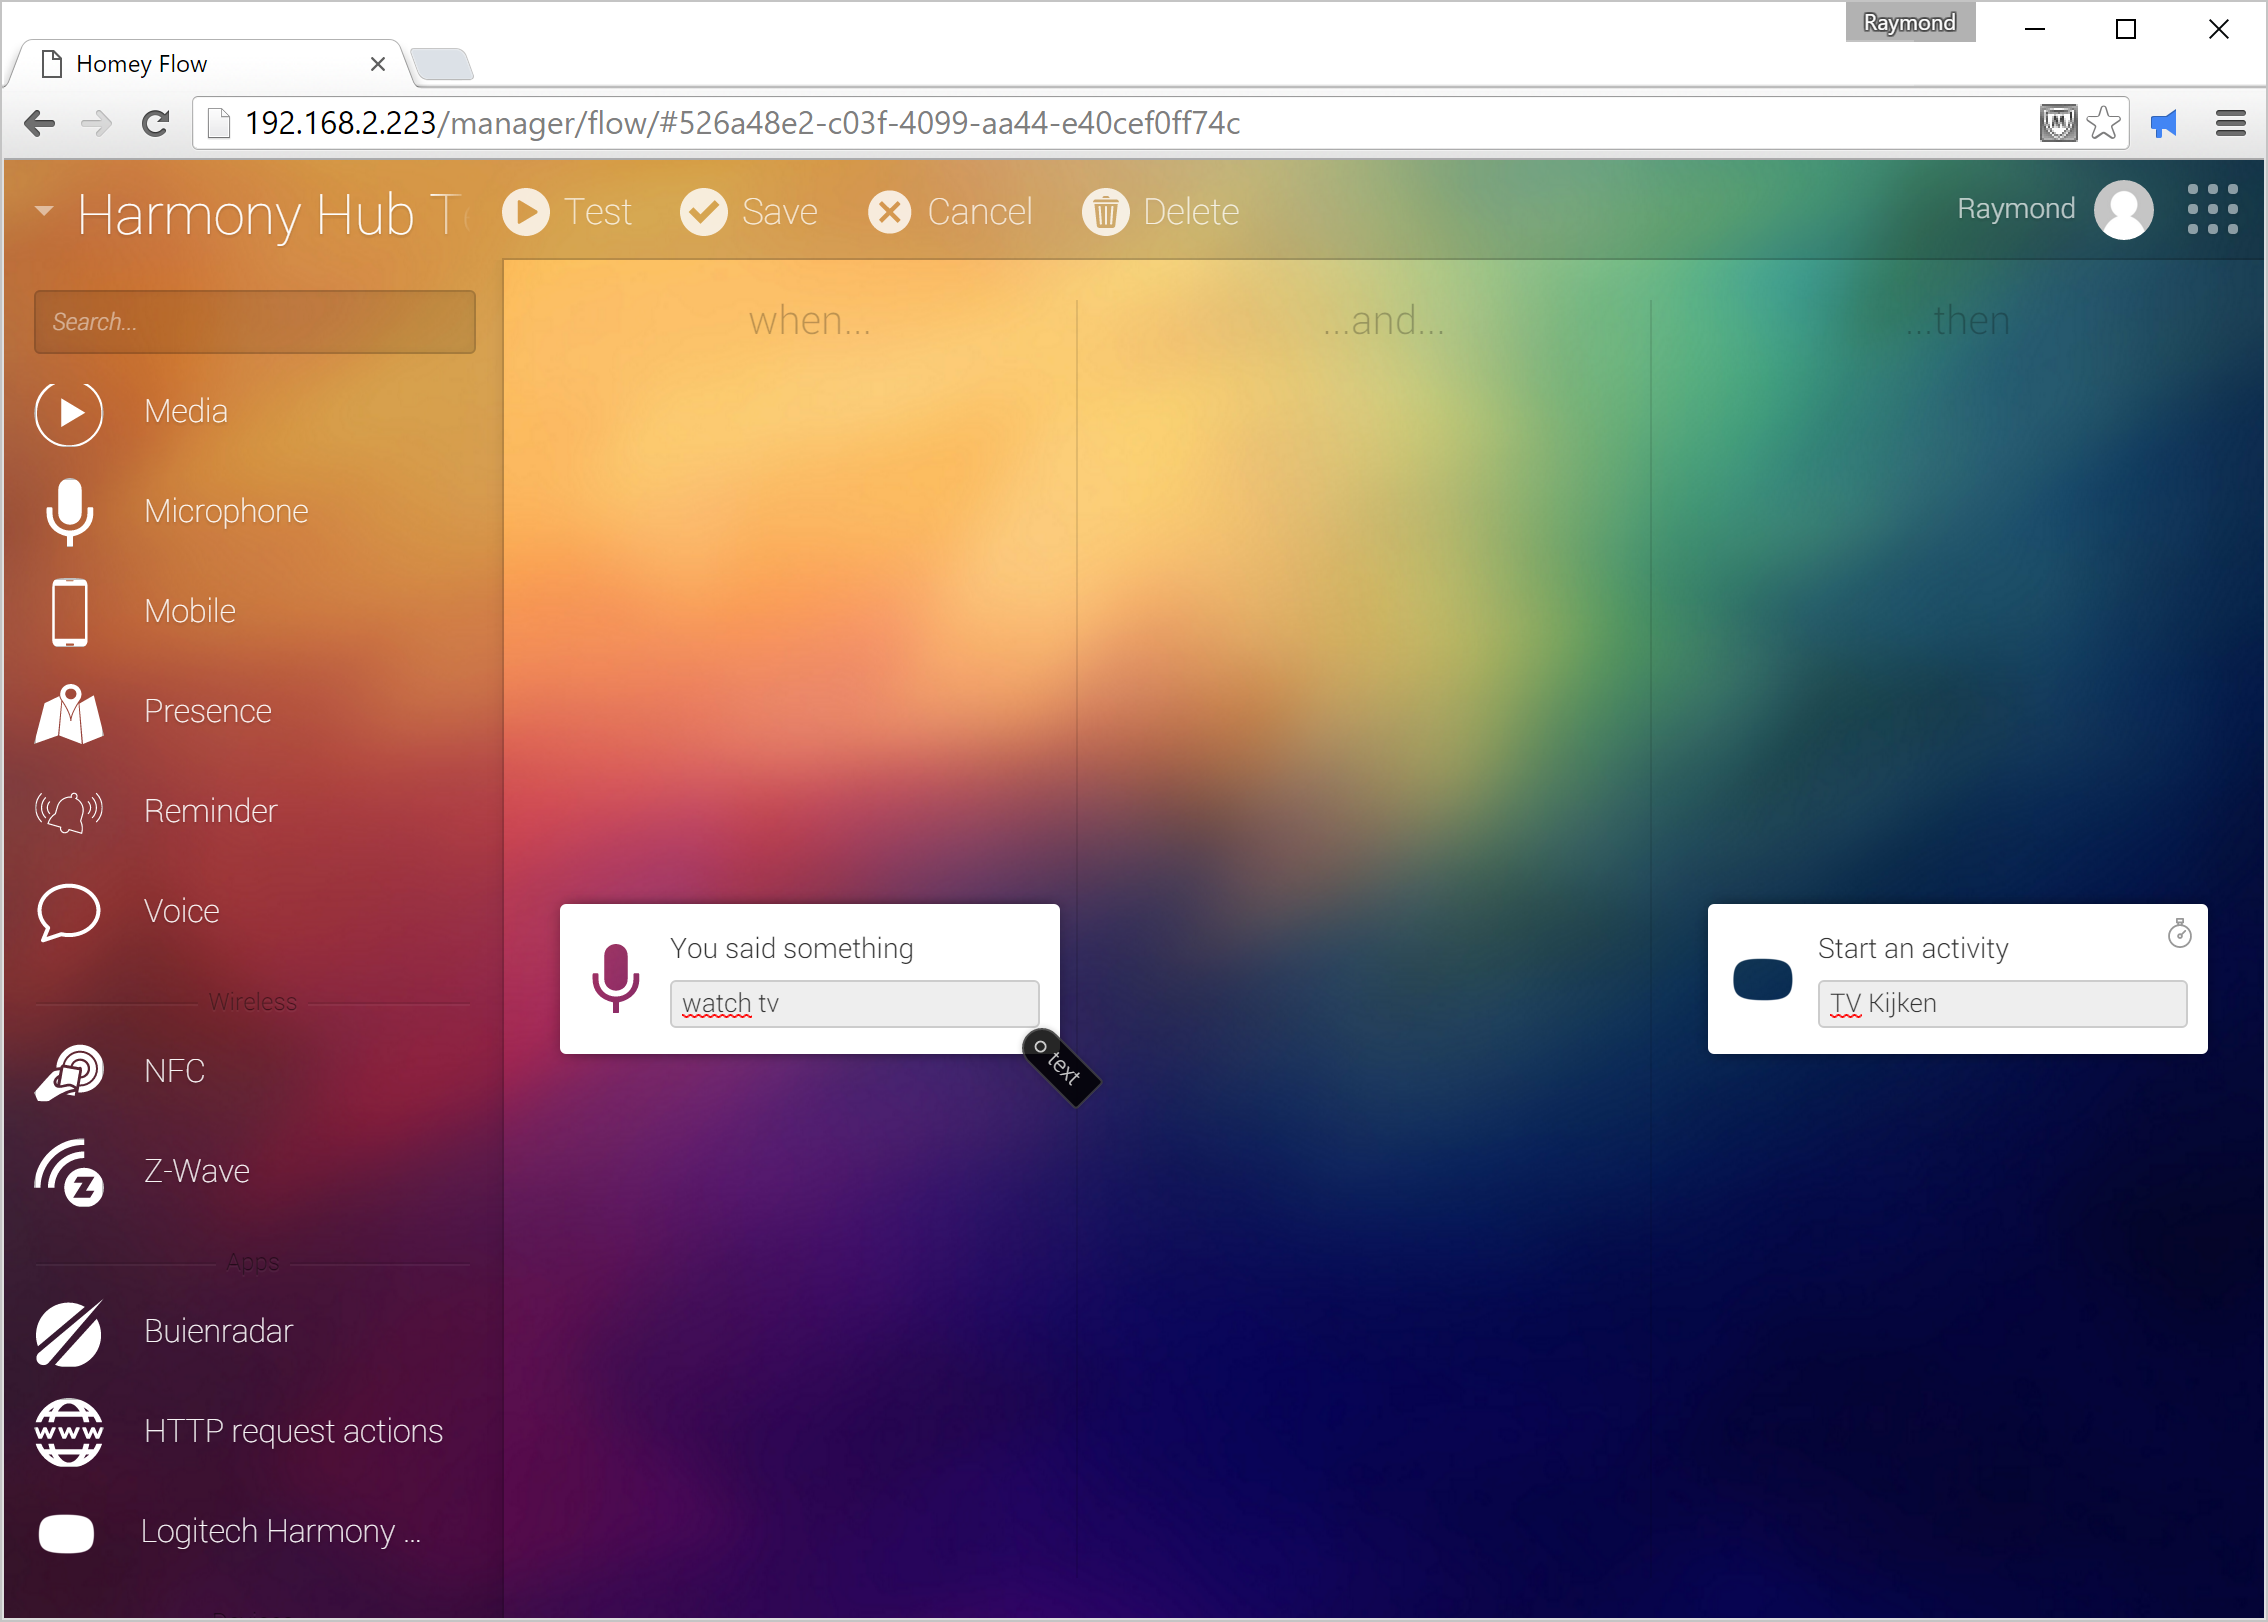 Raymond
Homey Flow
192.168.2.223/manager/flow/#526a48e2-c03f-4099-aa44-e40cef0ff74c
Harmony Hub
Test
Save
Cancel
Delete
Raymond
Search...
when...
...and...
...then
Media
Microphone
Mobile
Presence
Reminder
Voice
You said something
watch tv
text
Start an activity
TV Kijken
Wireless
NFC
Z-Wave
Apps
Buienradar
WWW
HTTP request actions
Logitech Harmony ...